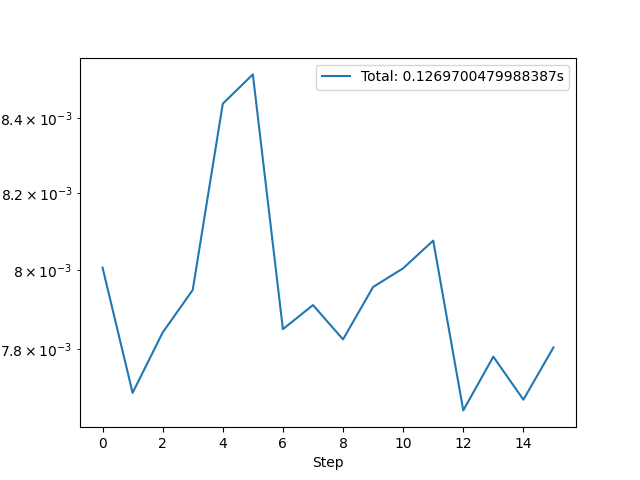 Total: 0.1269700479988387s
8.4 × 10⁻³
8.2 × 10⁻³
8 × 10⁻³
7.8 × 10⁻³
0 2 4 6 8 10 12 14
Step